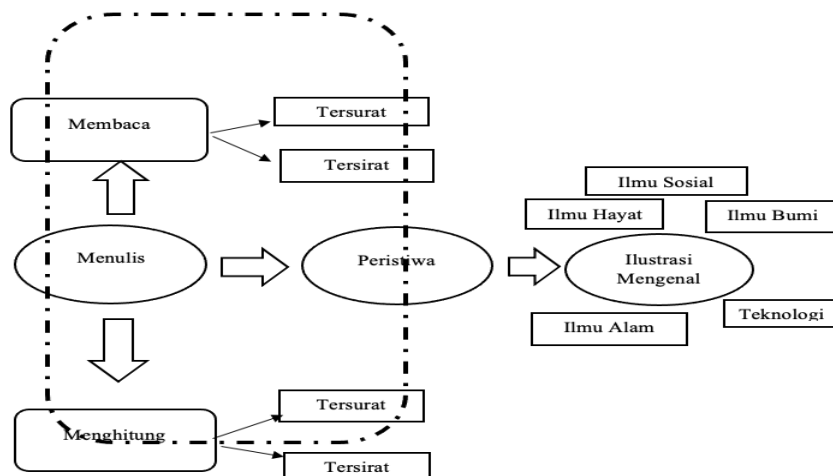 Membaca
Tersurat
Tersirat
Menulis
Peristiwa
Ilmu Sosial
Ilmu Hayat
Ilmu Bumi
Ilustrasi
Mengenal
Teknologi
Ilmu Alam
Menghitung
Tersurat
Tersirat